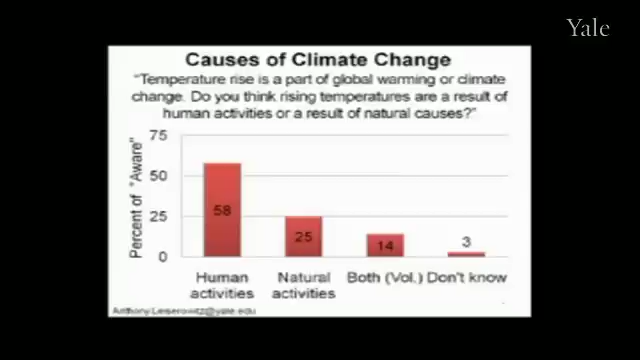 Yale
Causes of Climate Change
"Temperature rise is a part of global warming or climate
change. Do you think rising temperatures are a result of
human activities or a result of natural causes?"
Percent of "Aware"
75
50
25
0
58
25
14
3
Human activities
Natural activities
Both (Vol.)
Don't know
Anthony.Leiserowitz@yale.edu